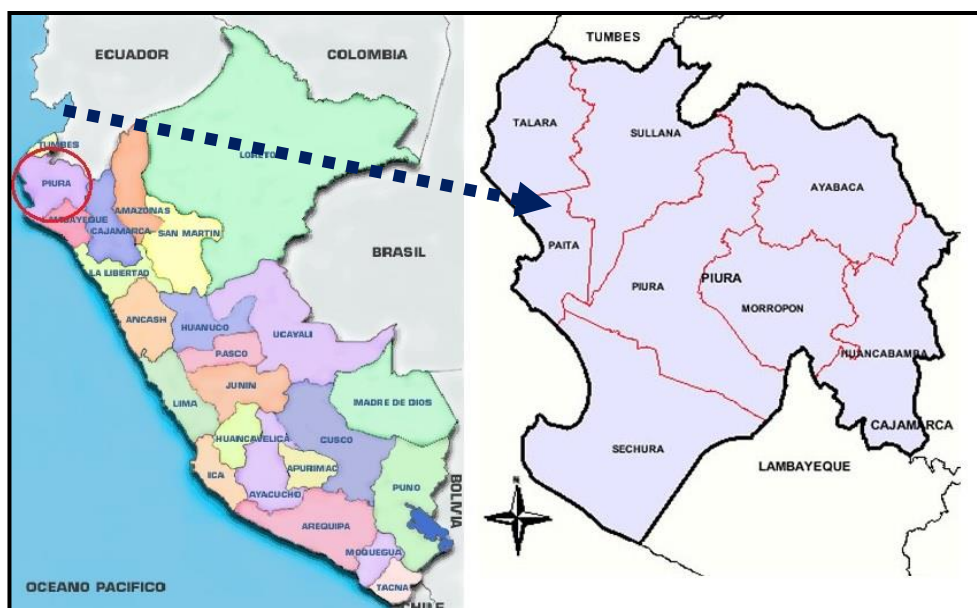 ECUADOR
COLOMBIA
TUMBES
LORETO
PIURA
LAMBAYEQUE
AMAZONAS
CAJAMARCA
SAN MARTIN
BRASIL
LA LIBERTAD
ANCASH
HUANUCO
UCAYALI
PASCO
JUNIN
LIMA
MADRE DE DIOS
HUANCAVELICA
CUSCO
ICA
APURIMAC
AYACUCHO
PUNO
BOLIVIA
AREQUIPA
MOQUEGUA
TACNA
OCEANO PACIFICO
CHILE
TUMBES
TALARA
SULLANA
AYABACA
PAITA
PIURA
PIURA
MORROPON
HUANCABAMBA
CAJAMARCA
SECHURA
LAMBAYEQUE
N